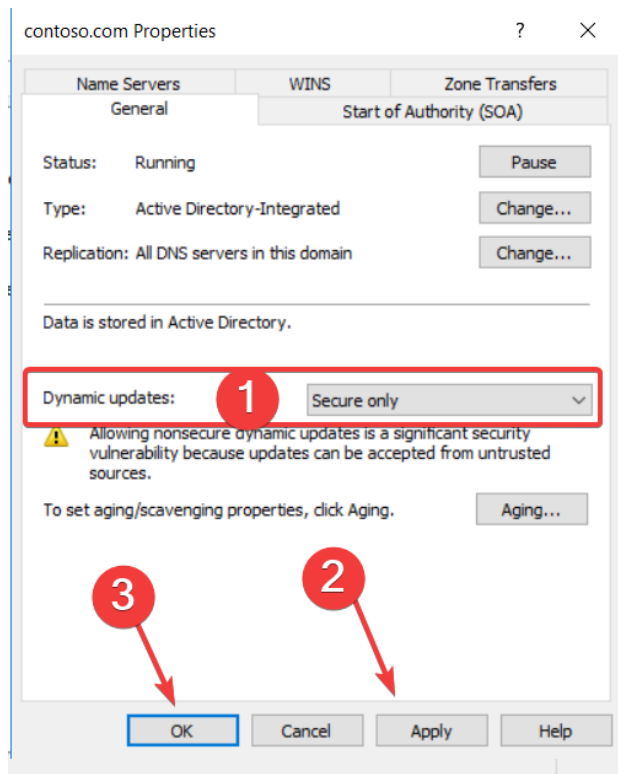 contoso.com Properties ? ×
Name Servers WINS Zone Transfers
General Start of Authority (SOA)
Status: Running Pause
Type: Active Directory-Integrated Change...
Replication: All DNS servers in this domain Change...
Data is stored in Active Directory.
Dynamic updates: 1 Secure only
Allowing nonsecure dynamic updates is a significant security
vulnerability because updates can be accepted from untrusted
sources.
To set aging/scavenging properties, click Aging. Aging...
3 2
OK Cancel Apply Help